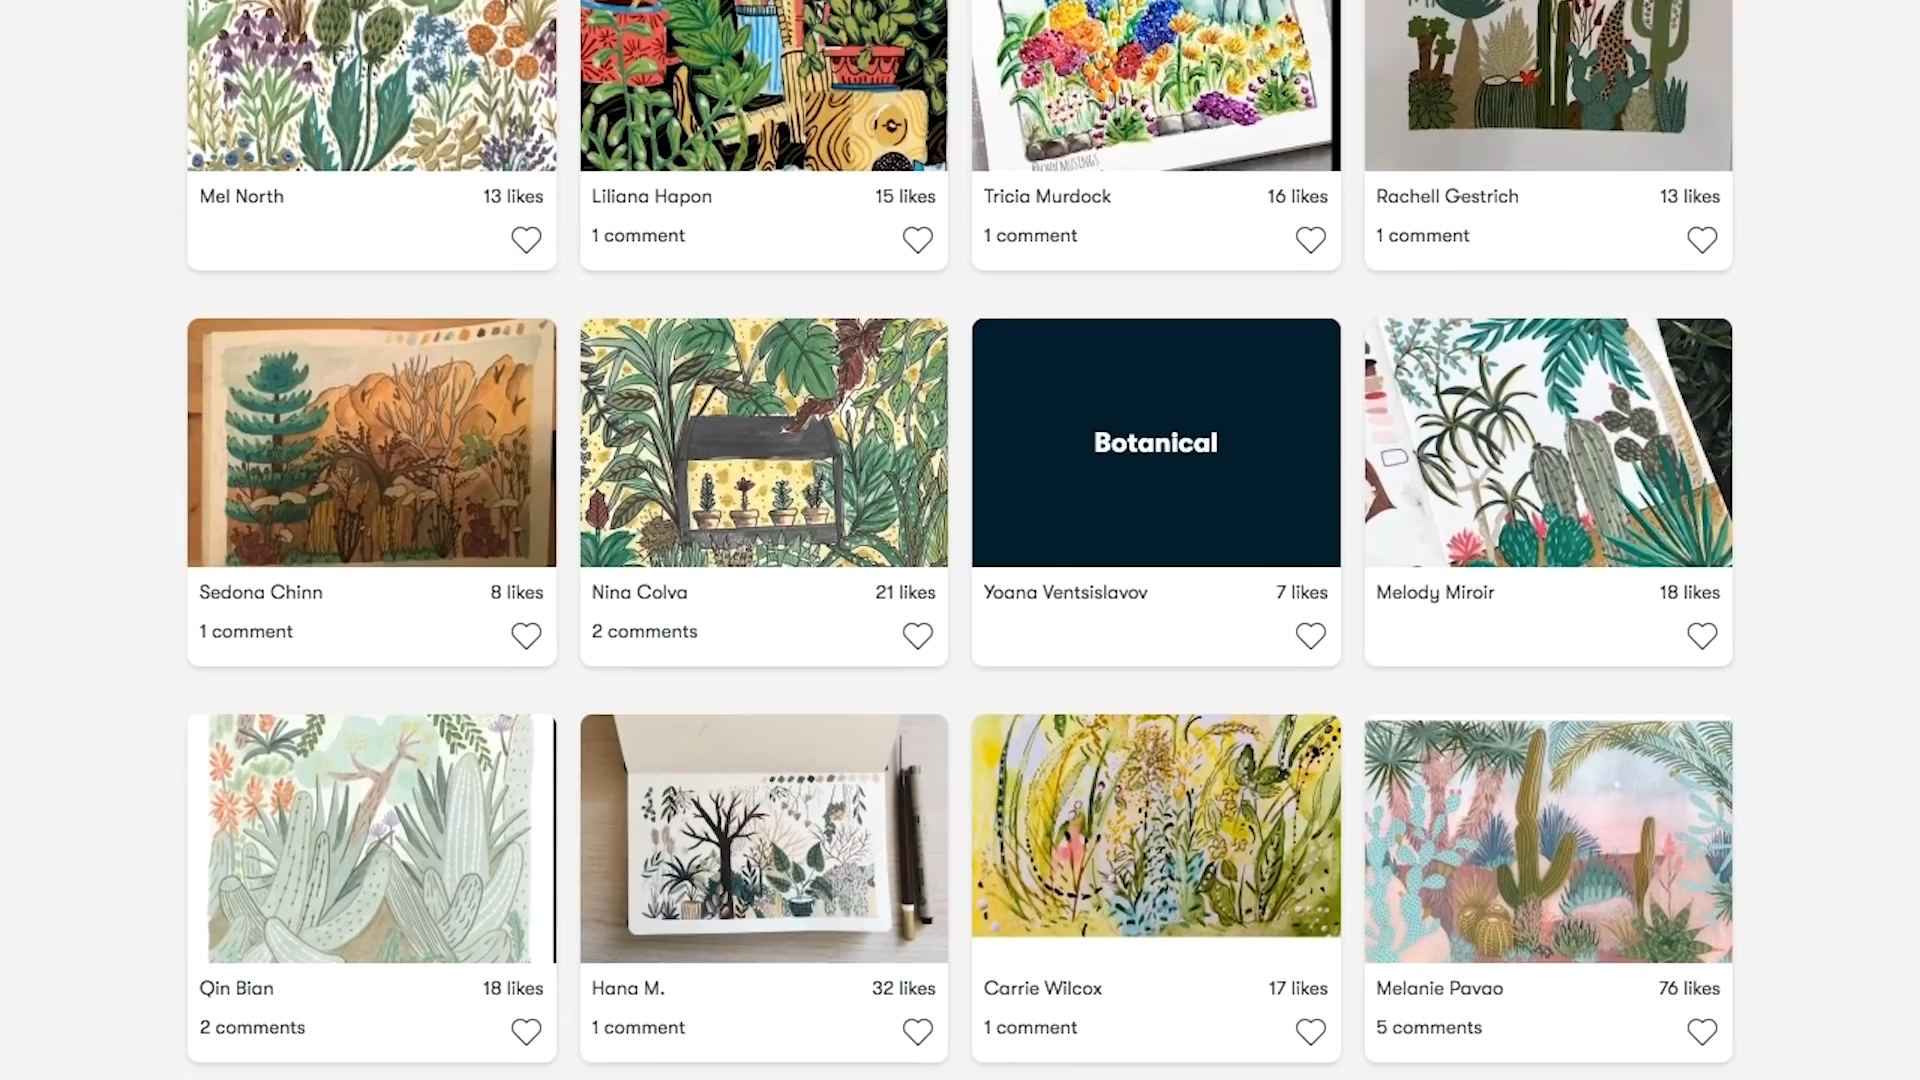 RACHOCMUSINGS
Mel North 13 likes
Liliana Hapon 15 likes
1 comment
Tricia Murdock 16 likes
1 comment
Rachell Gestrich 13 likes
1 comment
Sedona Chinn 8 likes
1 comment
Nina Colva 21 likes
2 comments
Botanical
Yoana Ventsislavov 7 likes
Melody Miroir 18 likes
Qin Bian 18 likes
2 comments
Hana M. 32 likes
1 comment
Carrie Wilcox 17 likes
1 comment
Melanie Pavao 76 likes
5 comments